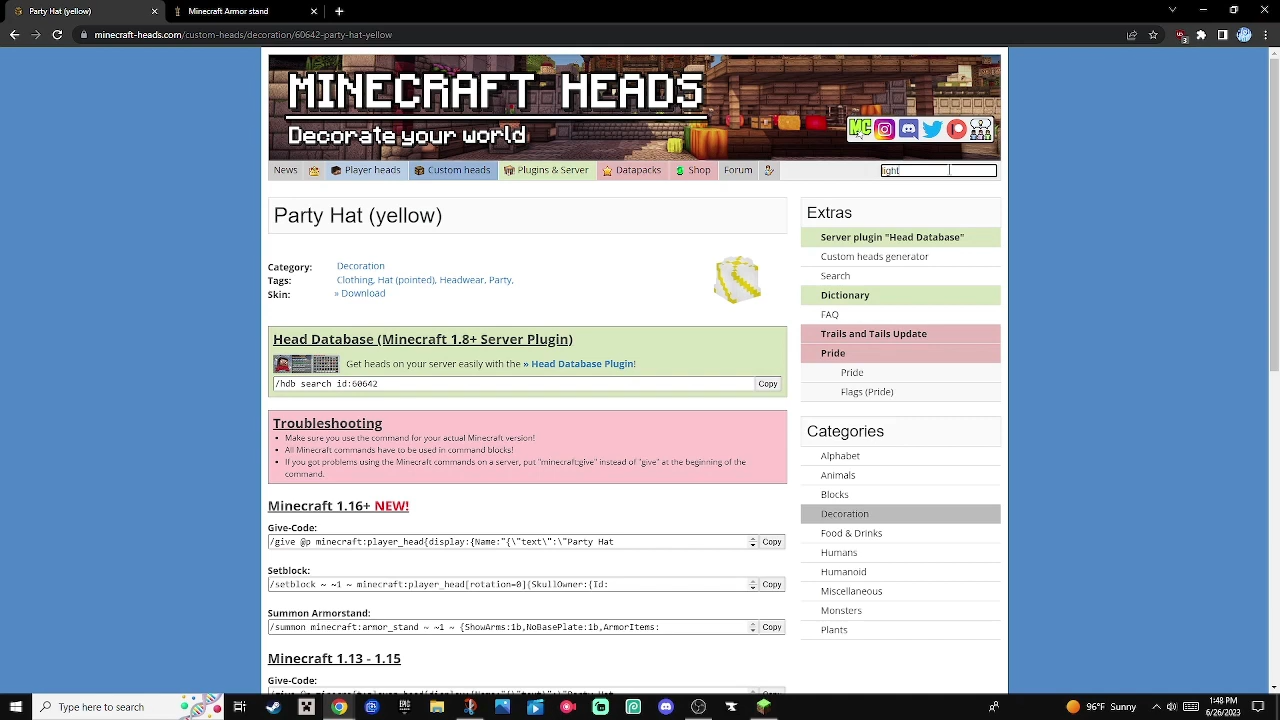 Party Hat (yellow)
Minecraft Armor stand
minecraft-heads.com/custom-heads/decoration/60642-party-hat-yellow
MINECRAFT HEADS
Decorate your world
News
Player heads
Custom heads
Plugins & Server
Datapacks
Shop
Forum
light
Party Hat (yellow)
Category: Decoration
Tags: Clothing, Hat (pointed), Headwear, Party,
Skin: » Download
Head Database (Minecraft 1.8+ Server Plugin)
Get heads on your server easily with the » Head Database Plugin!
/hdb search id:60642
Copy
Troubleshooting
Make sure you use the command for your actual Minecraft version!
All Minecraft commands have to be used in command blocks!
If you got problems using the Minecraft commands on a server, put "minecraft:give" instead of "give" at the beginning of the
command.
Minecraft 1.16+ NEW!
Give-Code:
/give @p minecraft:player_head{display:{Name:"{\"text\":\"Party Hat
Copy
Setblock:
/setblock ~ ~1 ~ minecraft:player_head[rotation=0]{SkullOwner:{Id:
Copy
Summon Armorstand:
/summon minecraft:armor_stand ~ ~1 ~ {ShowArms:1b,NoBasePlate:1b,ArmorItems:
Copy
Minecraft 1.13 - 1.15
Give-Code:
Extras
Server plugin "Head Database"
Custom heads generator
Search
Dictionary
FAQ
Trails and Tails Update
Pride
Pride
Flags (Pride)
Categories
Alphabet
Animals
Blocks
Decoration
Food & Drinks
Humans
Humanoid
Miscellaneous
Monsters
Plants
Type here to search
95°F Sunny
1:48 PM
6/26/2023